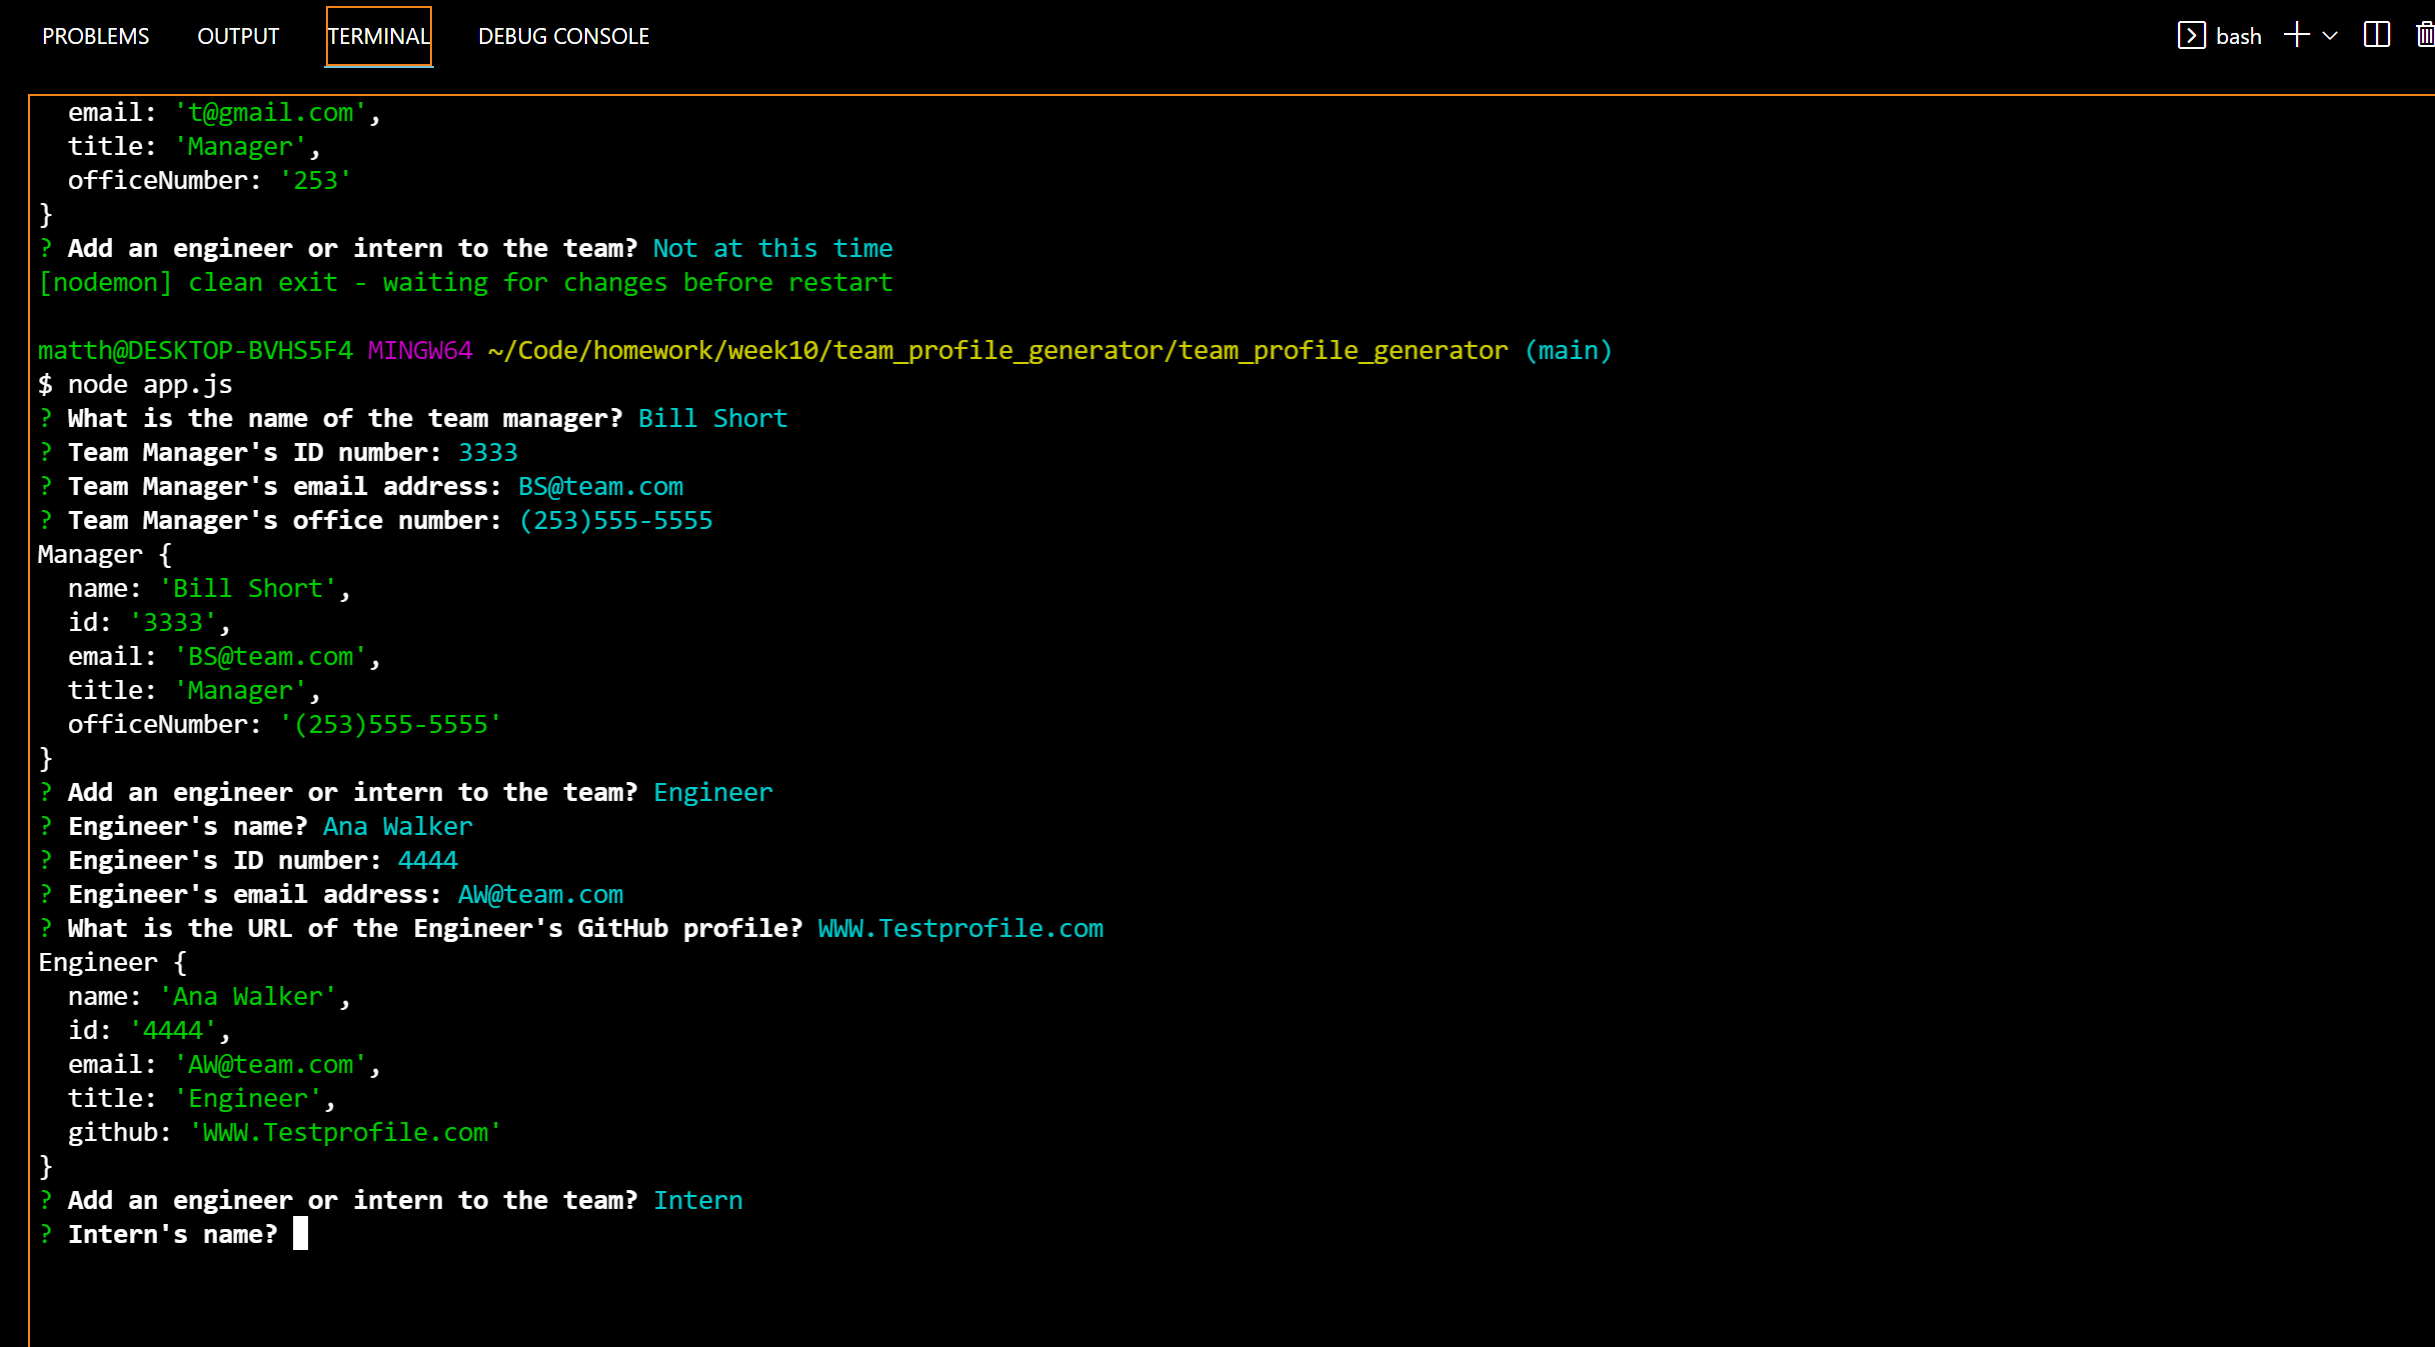 PROBLEMS OUTPUT TERMINAL DEBUG CONSOLE bash
email: 't@gmail.com',
title: 'Manager',
officeNumber: '253'
}
? Add an engineer or intern to the team? Not at this time
[nodemon] clean exit - waiting for changes before restart
matth@DESKTOP-BVHS5F4 MINGW64 ~/Code/homework/week10/team_profile_generator/team_profile_generator (main)
$ node app.js
? What is the name of the team manager? Bill Short
? Team Manager's ID number: 3333
? Team Manager's email address: BS@team.com
? Team Manager's office number: (253)555-5555
Manager {
name: 'Bill Short',
id: '3333',
email: 'BS@team.com',
title: 'Manager',
officeNumber: '(253)555-5555'
}
? Add an engineer or intern to the team? Engineer
? Engineer's name? Ana Walker
? Engineer's ID number: 4444
? Engineer's email address: AW@team.com
? What is the URL of the Engineer's GitHub profile? WWW.Testprofile.com
Engineer {
name: 'Ana Walker',
id: '4444',
email: 'AW@team.com',
title: 'Engineer',
github: 'WWW.Testprofile.com'
}
? Add an engineer or intern to the team? Intern
? Intern's name?